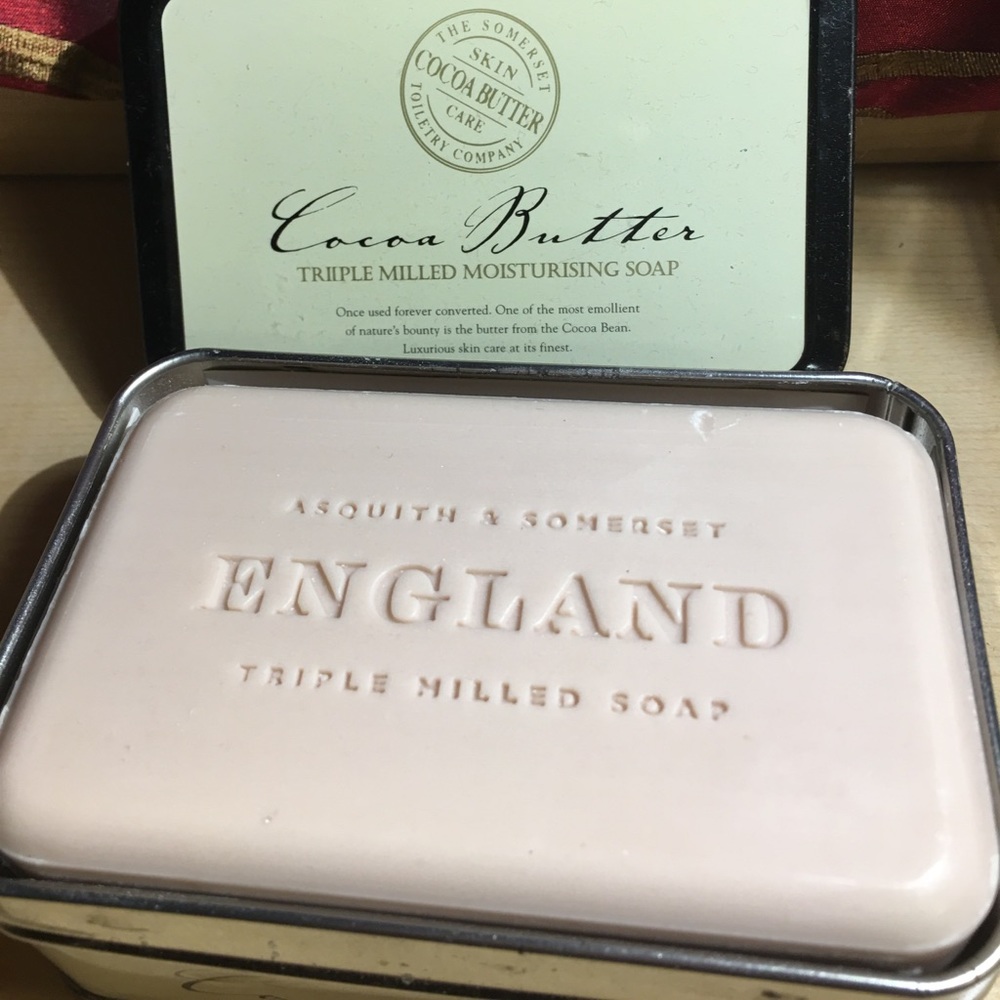 THE SOMERSET
SKIN
COCOA BUTTER
CARE
TOILETRY COMPANY
Cocoa Butter
TRIIPLE MILLED MOISTURISING SOAP
Once used forever converted. One of the most emollient
of nature's bounty is the butter from the Cocoa Bean.
Luxurious skin care at its finest.
ASQUITH & SOMERSET
ENGLAND
TRIPLE MILLED SOAP